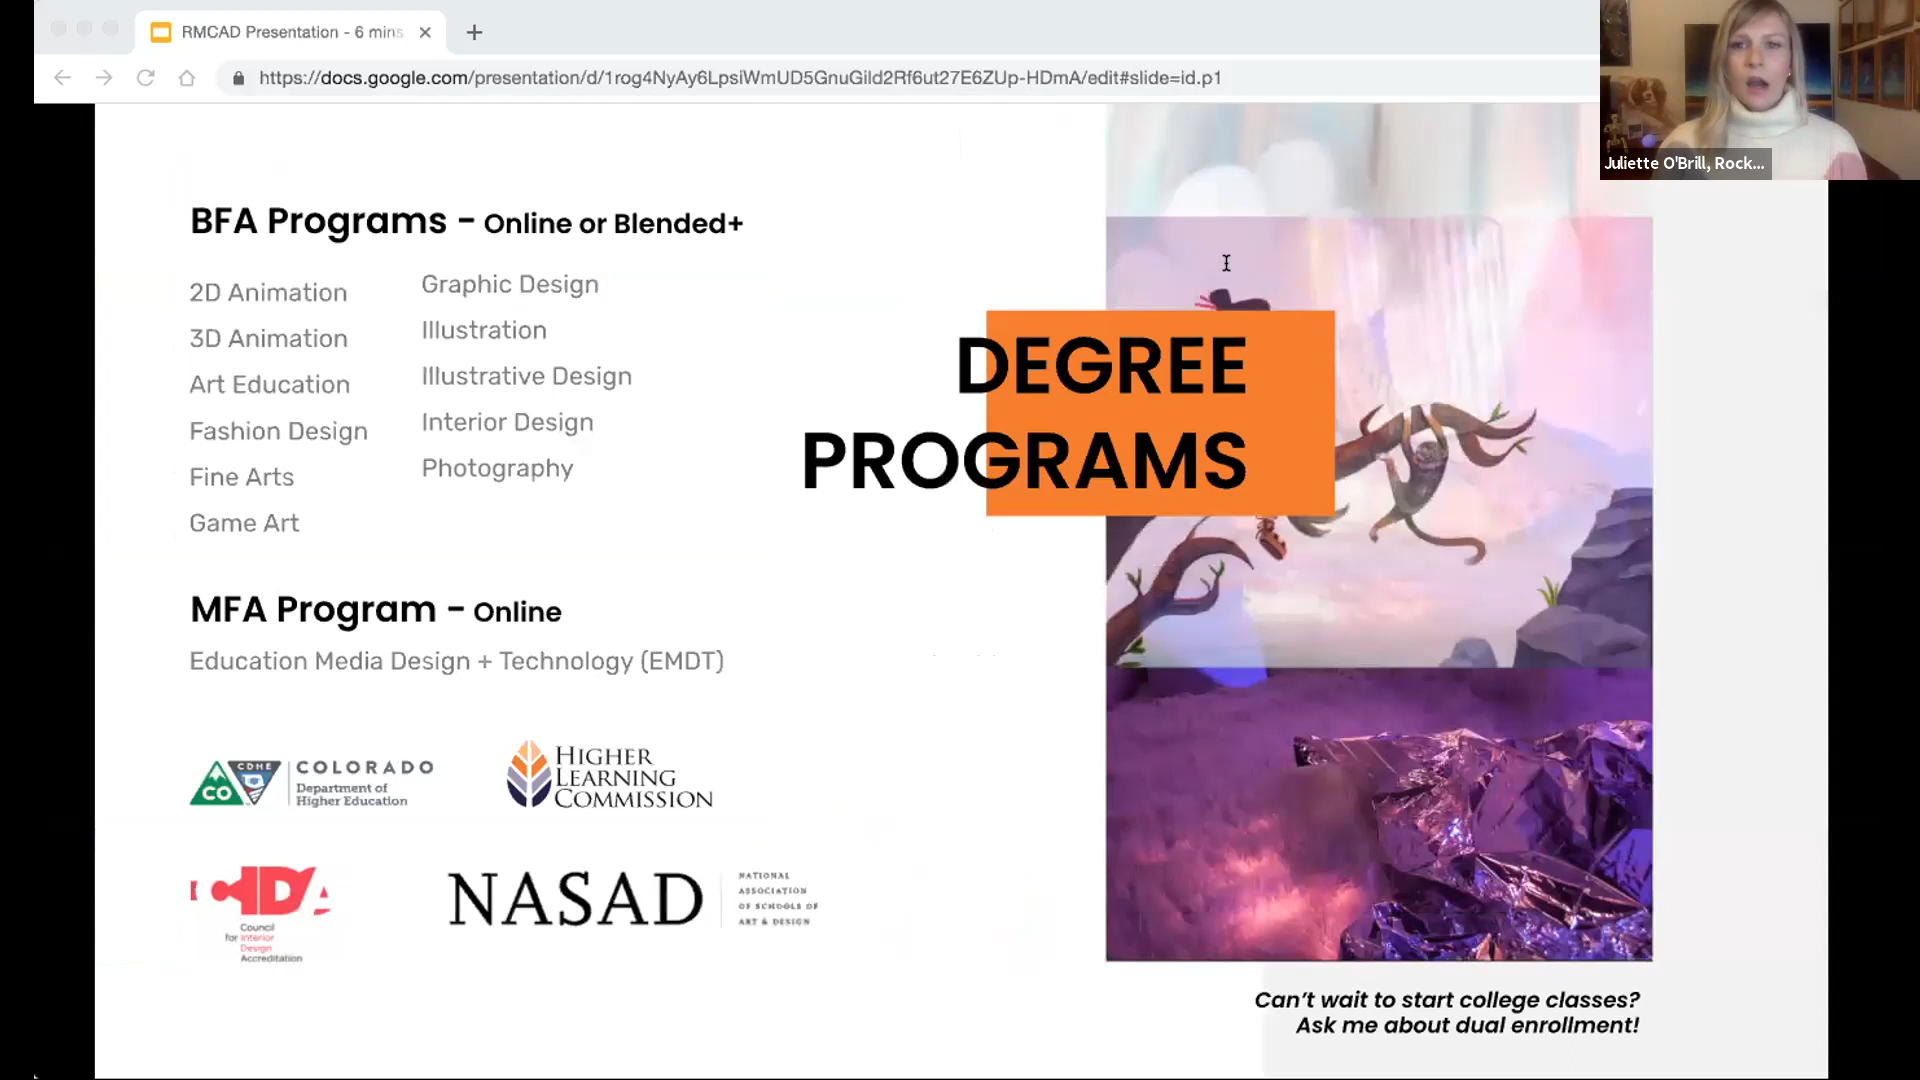 RMCAD Presentation - 6 mins
https://docs.google.com/presentation/d/1rog4NyAy6LpsiWmUD5GnuGild2Rf6ut27E6ZUp-HDmA/edit#slide=id.p1
Juliette O'Brill, Rock...
BFA Programs - Online or Blended+
2D Animation
3D Animation
Art Education
Fashion Design
Fine Arts
Game Art
Graphic Design
Illustration
Illustrative Design
Interior Design
Photography
DEGREE
PROGRAMS
MFA Program - Online
Education Media Design + Technology (EMDT)
CO
CDHE
COLORADO
Department of
Higher Education
HIGHER
LEARNING
COMMISSION
CIDA
Council
for Interior
Design
Accreditation
NASAD
NATIONAL
ASSOCIATION
OF SCHOOLS OF
ART & DESIGN
Can't wait to start college classes?
Ask me about dual enrollment!